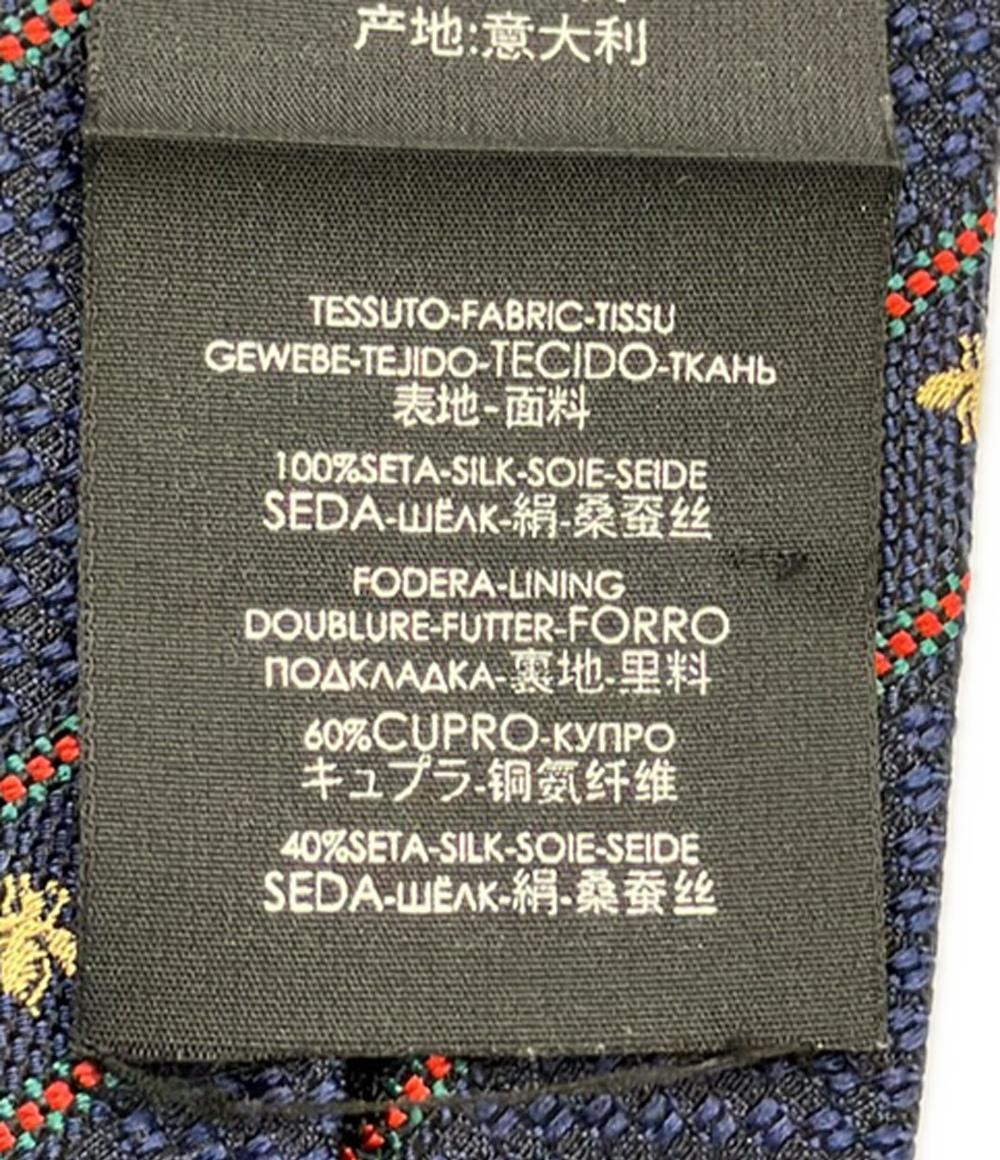 产地:意大利
TESSUTO-FABRIC-TISSU
GEWEBE-TEJIDO-TECIDO-ТКАНЬ
表地-面料
100%SETA-SILK-SOIE-SEIDE
SEDA-ШЁЛК-絹-桑蚕丝
FODERA-LINING
DOUBLURE-FUTTER-FORRO
ПОДКЛАДКА-裏地-里料
60%CUPRO-КУПРО
キュプラ-铜氨纤维
40%SETA-SILK-SOIE-SEIDE
SEDA-ШЁЛК-絹-桑蚕丝